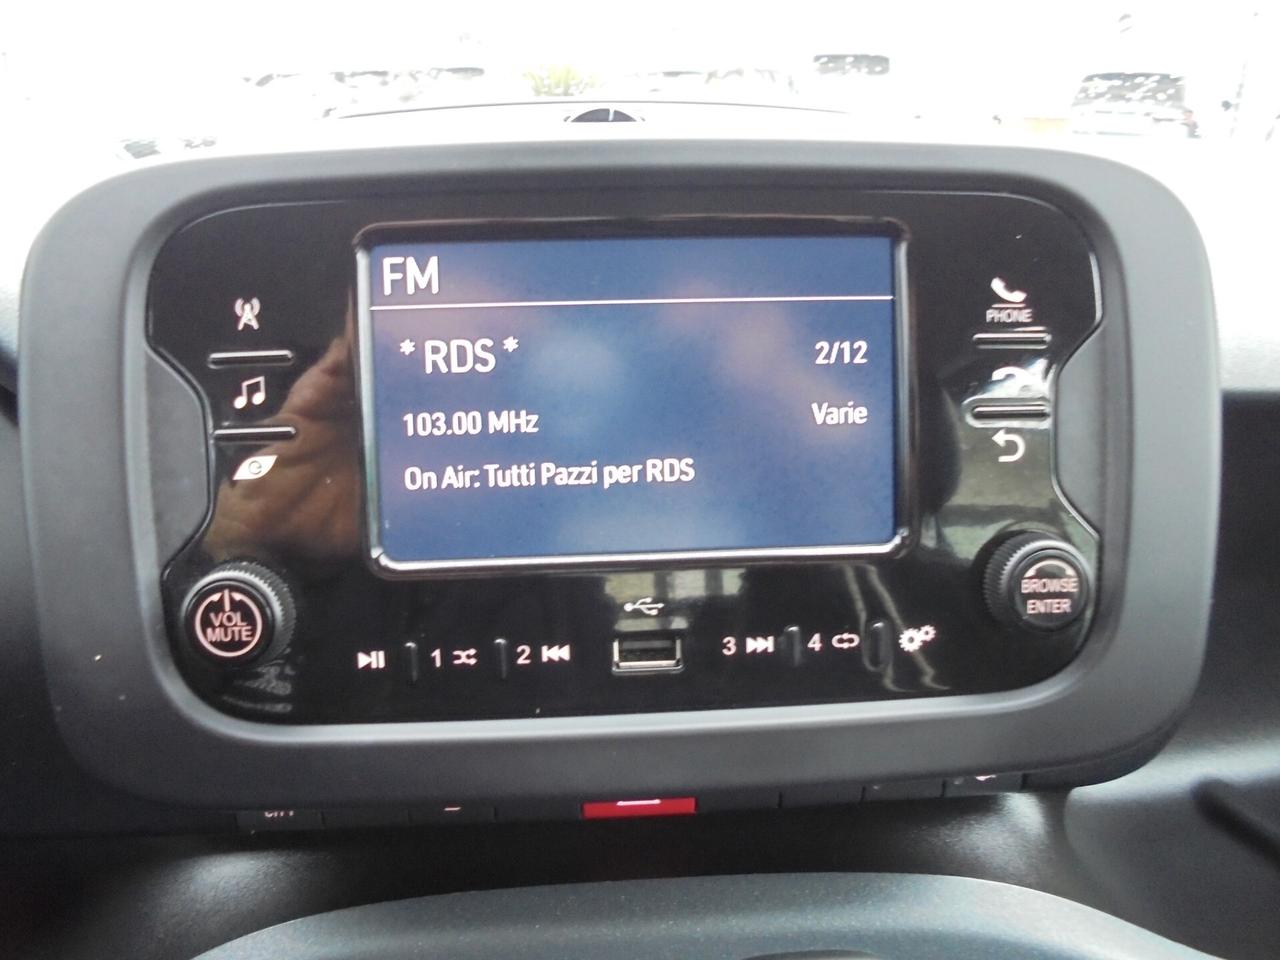 FM
* RDS *
2/12
103.00 MHz
Varie
On Air: Tutti Pazzi per RDS
PHONE
VOL
MUTE
BROWSE
ENTER
1
2
3
4